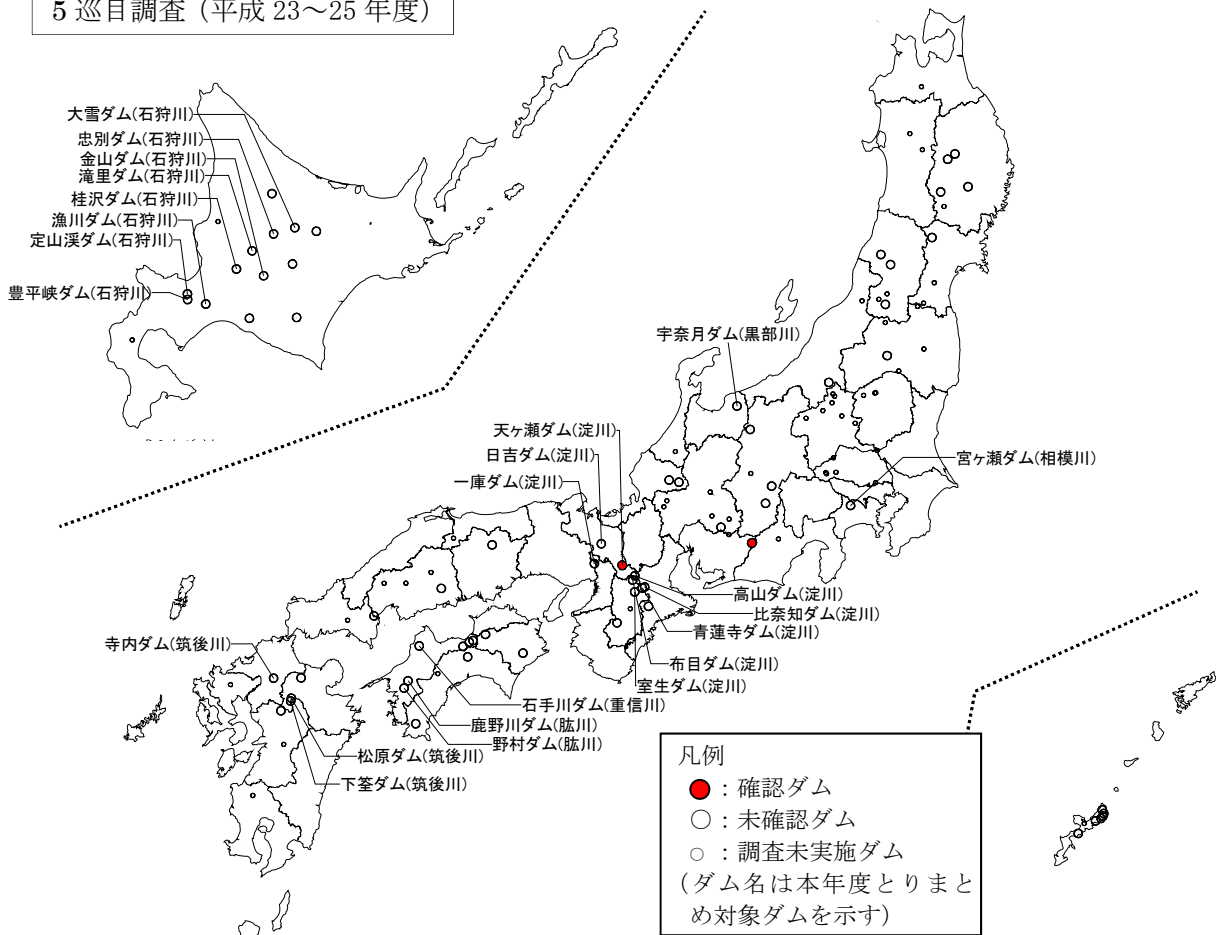 5 巡目調査(平成 23～25 年度)
大雪ダム(石狩川)
忠別ダム(石狩川)
金山ダム(石狩川)
滝里ダム(石狩川)
桂沢ダム(石狩川)
漁川ダム(石狩川)
定山渓ダム(石狩川)
豊平峡ダム(石狩川)
宇奈月ダム(黒部川)
天ヶ瀬ダム(淀川)
日吉ダム(淀川)
一庫ダム(淀川)
宮ヶ瀬ダム(相模川)
高山ダム(淀川)
比奈知ダム(淀川)
青蓮寺ダム(淀川)
布目ダム(淀川)
室生ダム(淀川)
寺内ダム(筑後川)
石手川ダム(重信川)
鹿野川ダム(肱川)
野村ダム(肱川)
松原ダム(筑後川)
下筌ダム(筑後川)
凡例
●：確認ダム
○：未確認ダム
○：調査未実施ダム
(ダム名は本年度とりまと
め対象ダムを示す)